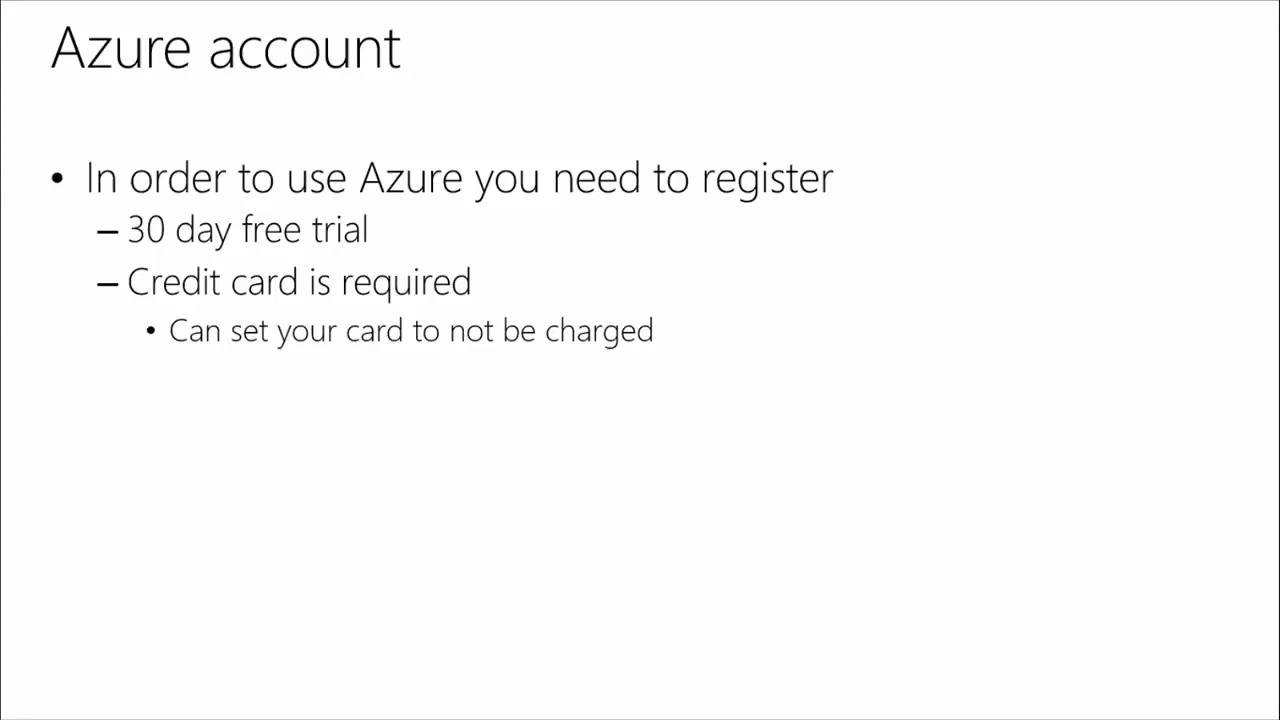 Azure account
• In order to use Azure you need to register
– 30 day free trial
– Credit card is required
• Can set your card to not be charged